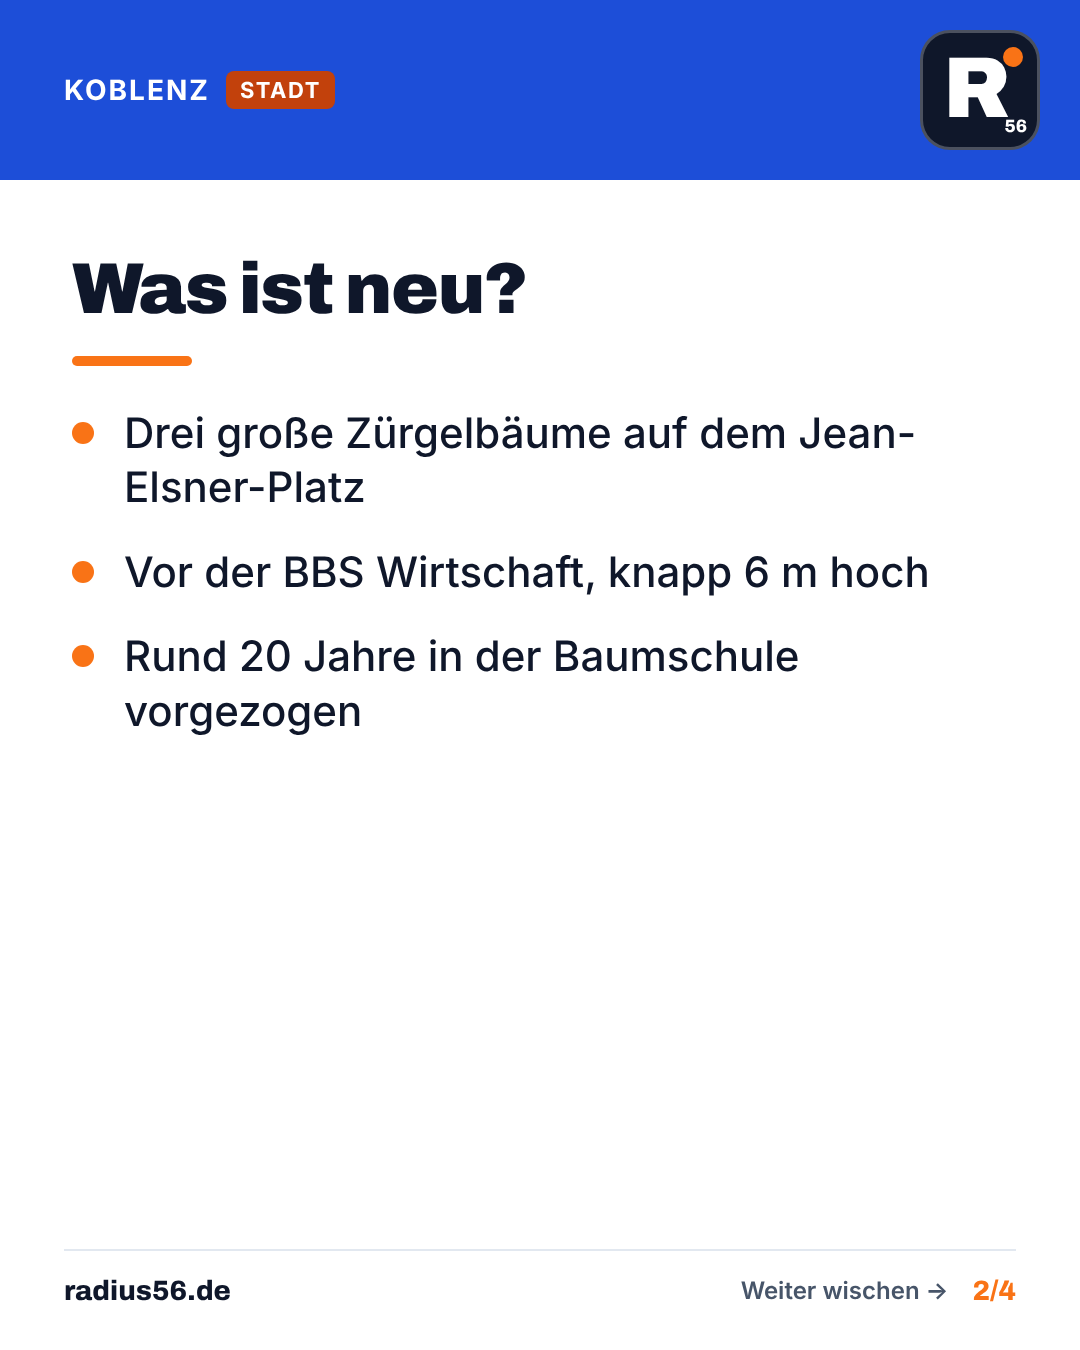 KOBLENZ STADT
R
56
Was ist neu?
Drei große Zürgelbäume auf dem Jean-
Elsner-Platz
Vor der BBS Wirtschaft, knapp 6 m hoch
Rund 20 Jahre in der Baumschule
vorgezogen
radius56.de
Weiter wischen → 2/4